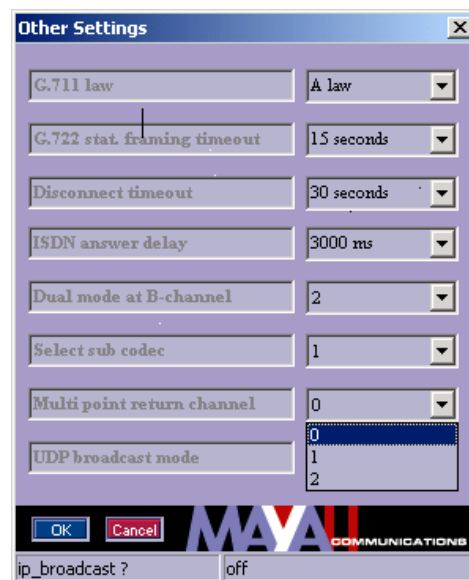 Other Settings
G.711 law A law
G.722 stat. framing timeout 15 seconds
Disconnect timeout 30 seconds
ISDN answer delay 3000 ms
Dual mode at B-channel 2
Select sub codec 1
Multi point return channel 0
0
UDP broadcast mode 1
2
OK Cancel MAYAH COMMUNICATIONS
ip_broadcast ? off